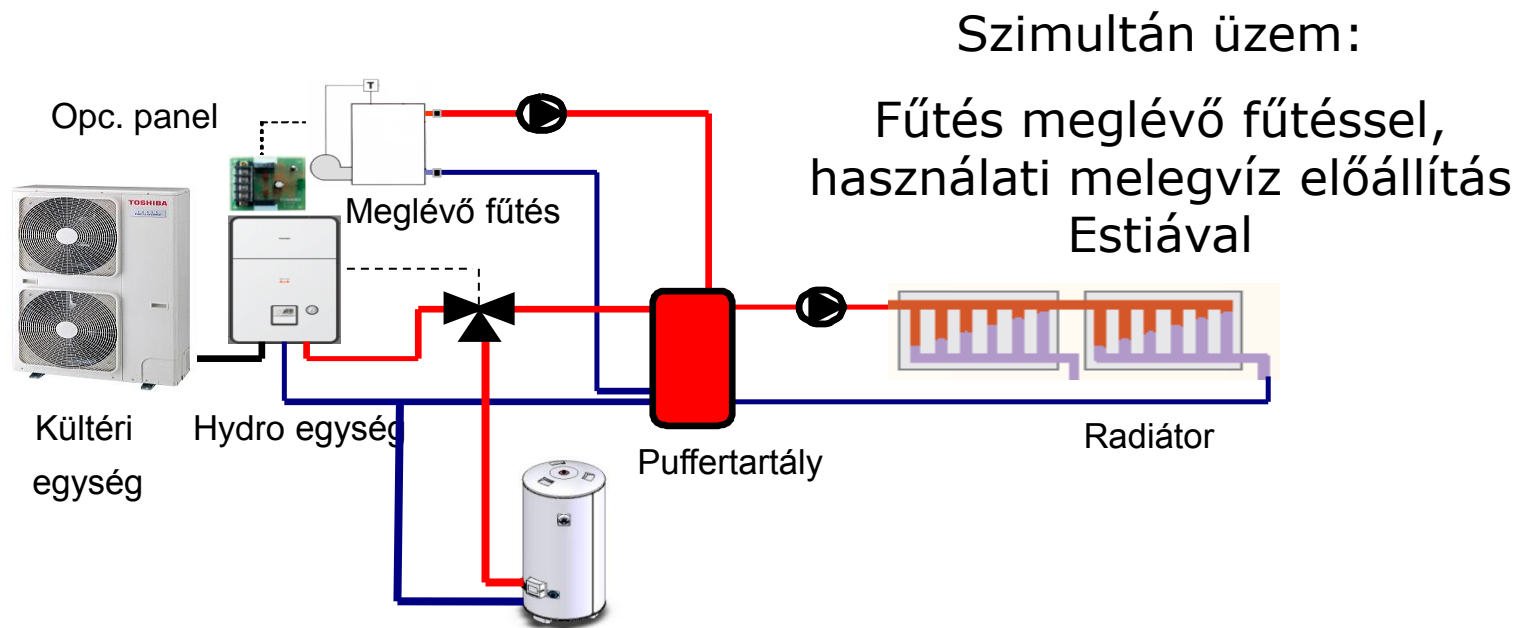 Szimultán üzem:
Fűtés meglévő fűtéssel,
használati melegvíz előállítás
Estiával
Opc. panel
T
Meglévő fűtés
TOSHIBA
Kültéri
egység
Hydro egység
Puffertartály
Radiátor